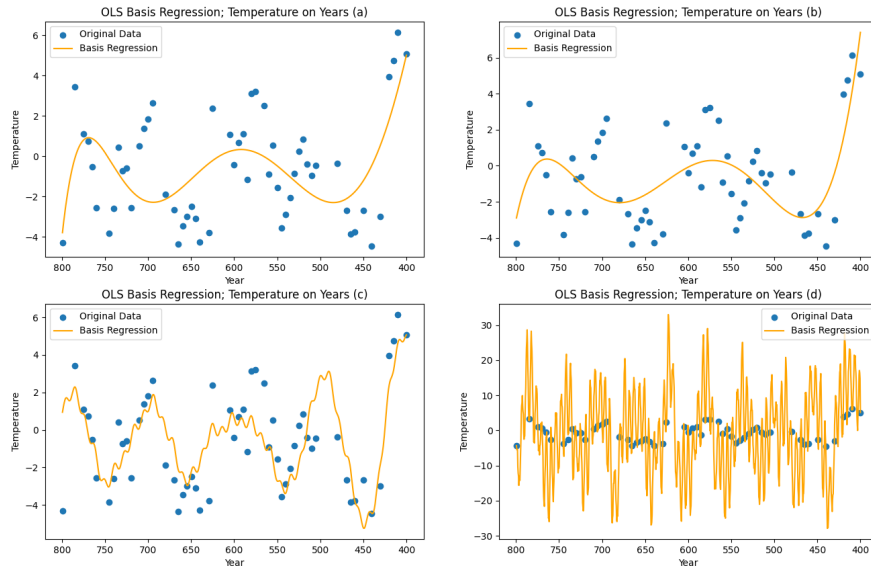 OLS Basis Regression; Temperature on Years (a)
Original Data
Basis Regression
6
4
2
0
−2
−4
Temperature
800 750 700 650 600 550 500 450 400
Year
OLS Basis Regression; Temperature on Years (b)
Original Data
Basis Regression
6
4
2
0
−2
−4
Temperature
800 750 700 650 600 550 500 450 400
Year
OLS Basis Regression; Temperature on Years (c)
Original Data
Basis Regression
6
4
2
0
−2
−4
Temperature
800 750 700 650 600 550 500 450 400
Year
OLS Basis Regression; Temperature on Years (d)
Original Data
Basis Regression
30
20
10
0
−10
−20
−30
Temperature
800 750 700 650 600 550 500 450 400
Year